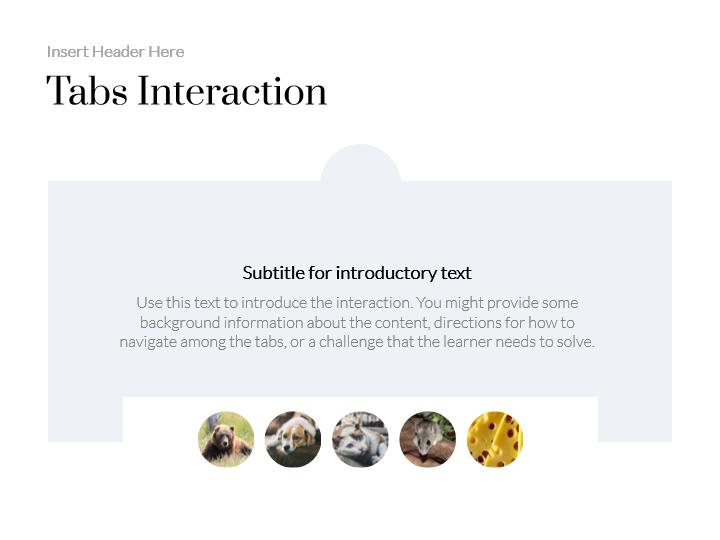 Insert Header Here
Tabs Interaction
Subtitle for introductory text
Use this text to introduce the interaction. You might provide some
background information about the content, directions for how to
navigate among the tabs, or a challenge that the learner needs to solve.